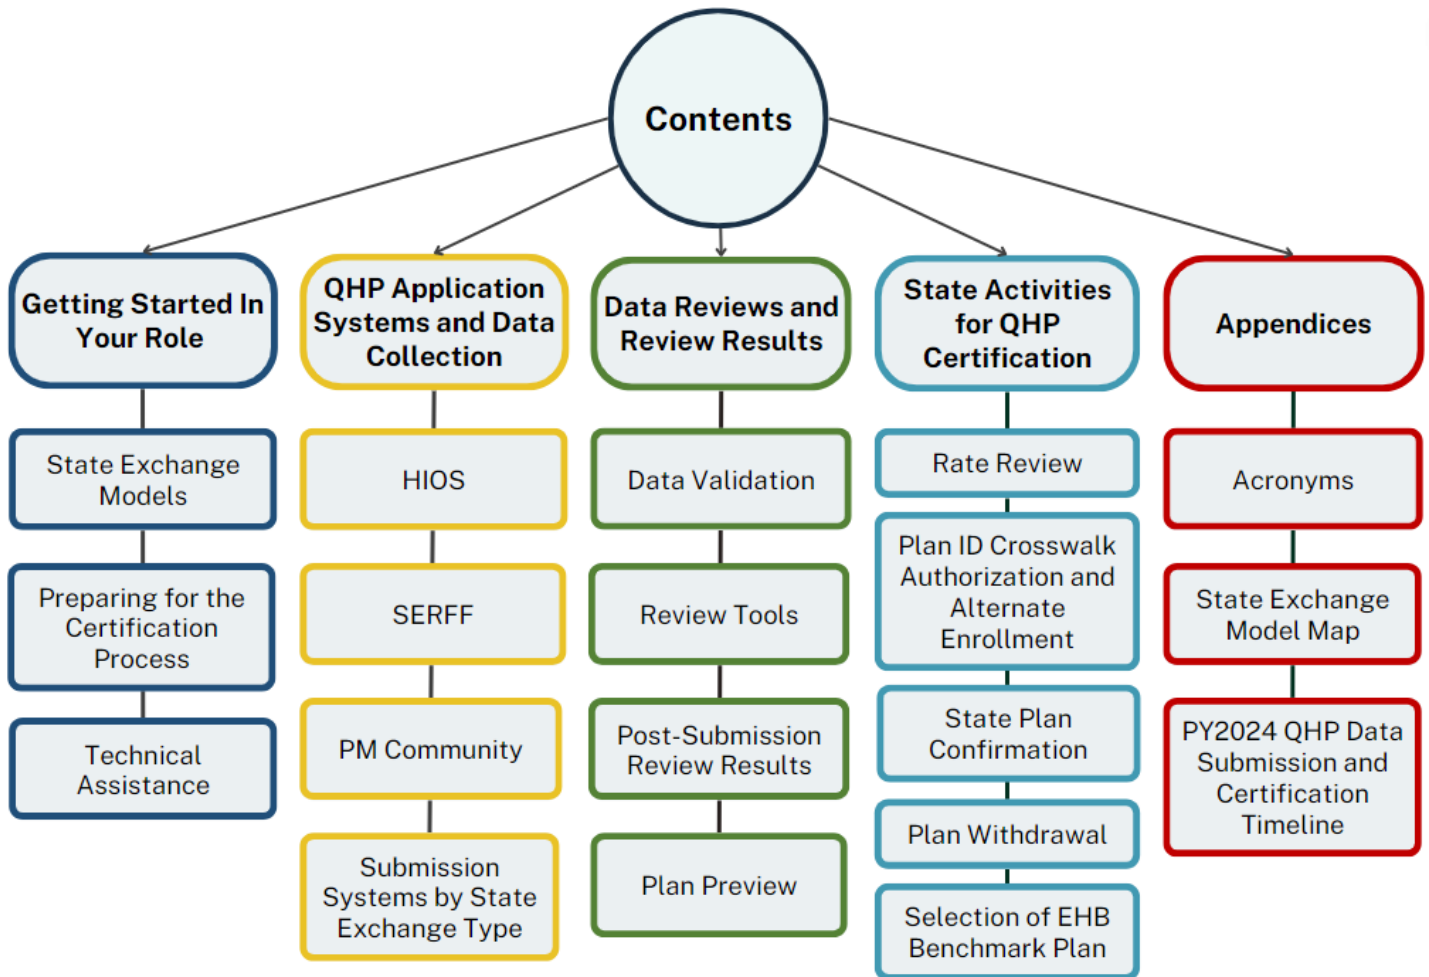 Contents
Getting Started In
Your Role
State Exchange
Models
Preparing for the
Certification
Process
Technical
Assistance
QHP Application
Systems and Data
Collection
HIOS
SERFF
PM Community
Submission
Systems by State
Exchange Type
Data Reviews and
Review Results
Data Validation
Review Tools
Post-Submission
Review Results
Plan Preview
State Activities
for QHP
Certification
Rate Review
Plan ID Crosswalk
Authorization and
Alternate
Enrollment
State Plan
Confirmation
Plan Withdrawal
Selection of EHB
Benchmark Plan
Appendices
Acronyms
State Exchange
Model Map
PY2024 QHP Data
Submission and
Certification
Timeline